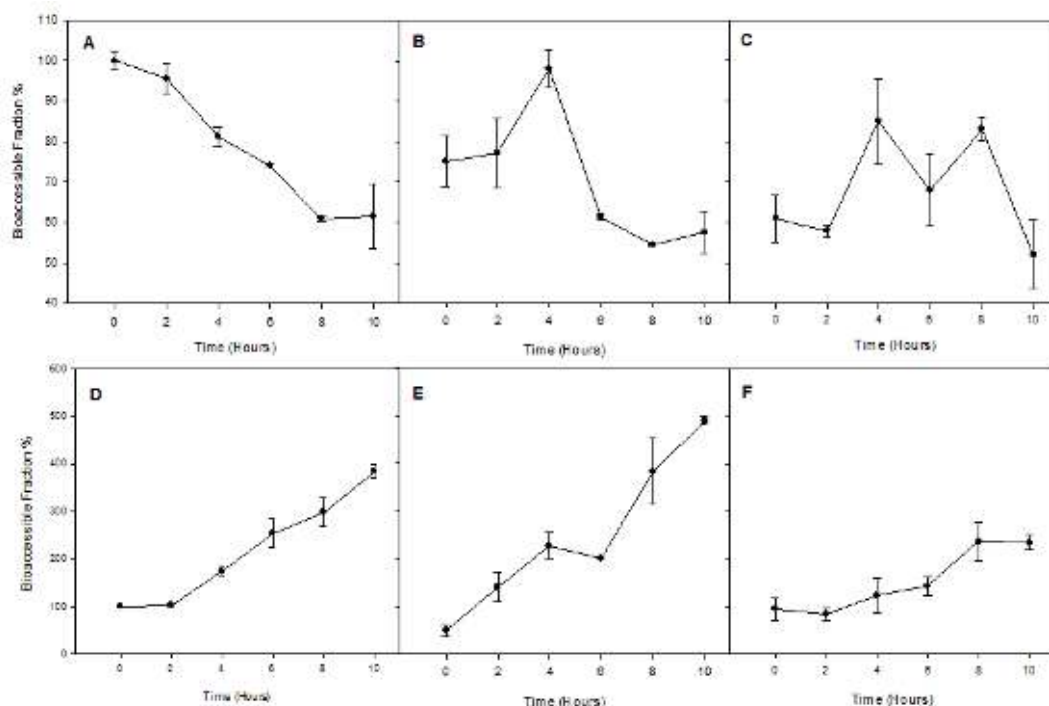 A B C
Bioaccessible Fraction %
110
100
90
80
70
60
50
40
0 2 4 6 8 10 0 2 4 6 8 10 0 2 4 6 8 10
Time (Hours) Time (Hours) Time (Hours)
D E F
Bioaccessible Fraction %
600
500
400
300
200
100
0
0 2 4 6 8 10 0 2 4 6 8 10 0 2 4 6 8 10
Time (Hours) Time (Hours) Time (Hours)